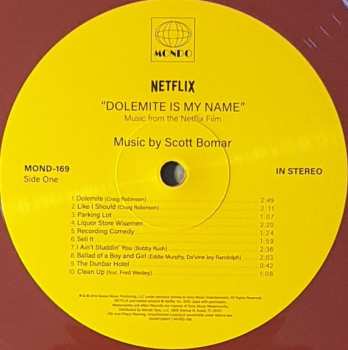 MONDO
NETFLIX
"DOLEMITE IS MY NAME"
Music from the Netflix Film
Music by Scott Bomar
MOND-169
Side One
IN STEREO
1. Dolemite (Craig Robinson) 2:49
2. Like I Should (Craig Robinson) 2:11
3. Parking Lot 1:07
4. Liquor Store Wisemen 1:20
5. Recording Comedy 1:24
6. Sell It 1:59
7. I Ain't Studdin' You (Bobby Rush) :38
8. Ballad of a Boy and Girl (Eddie Murphy, Da'vine Joy Randolph) 2:03
9. The Dunbar Hotel 0:42
10. Clean Up (feat. Fred Wesley) 1:08